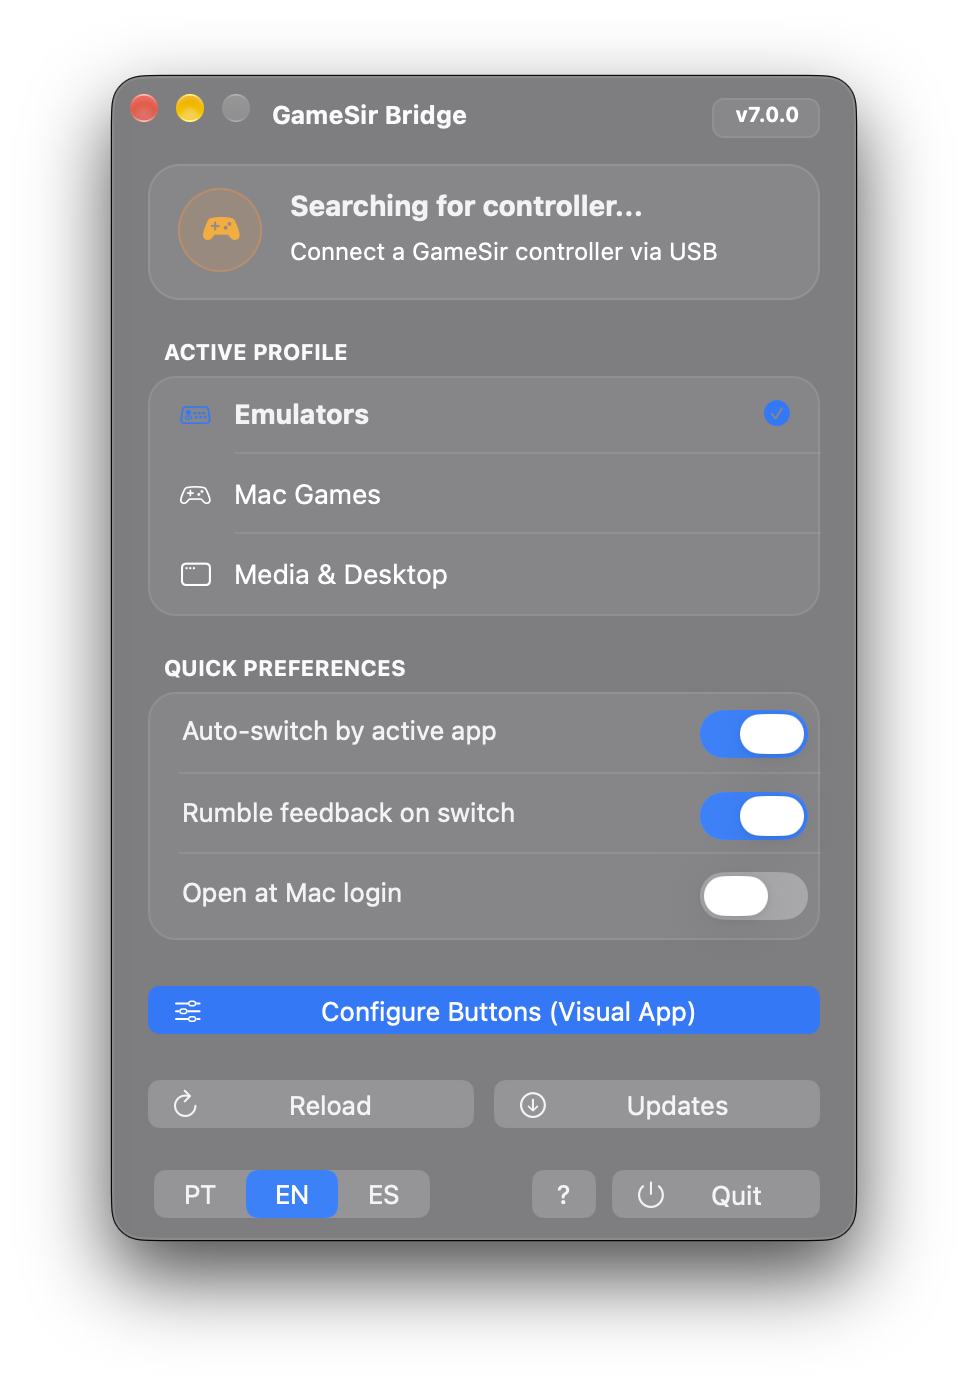 GameSir Bridge
v7.0.0
Searching for controller...
Connect a GameSir controller via USB
ACTIVE PROFILE
Emulators
Mac Games
Media & Desktop
QUICK PREFERENCES
Auto-switch by active app
Rumble feedback on switch
Open at Mac login
Configure Buttons (Visual App)
Reload
Updates
PT
EN
ES
?
Quit